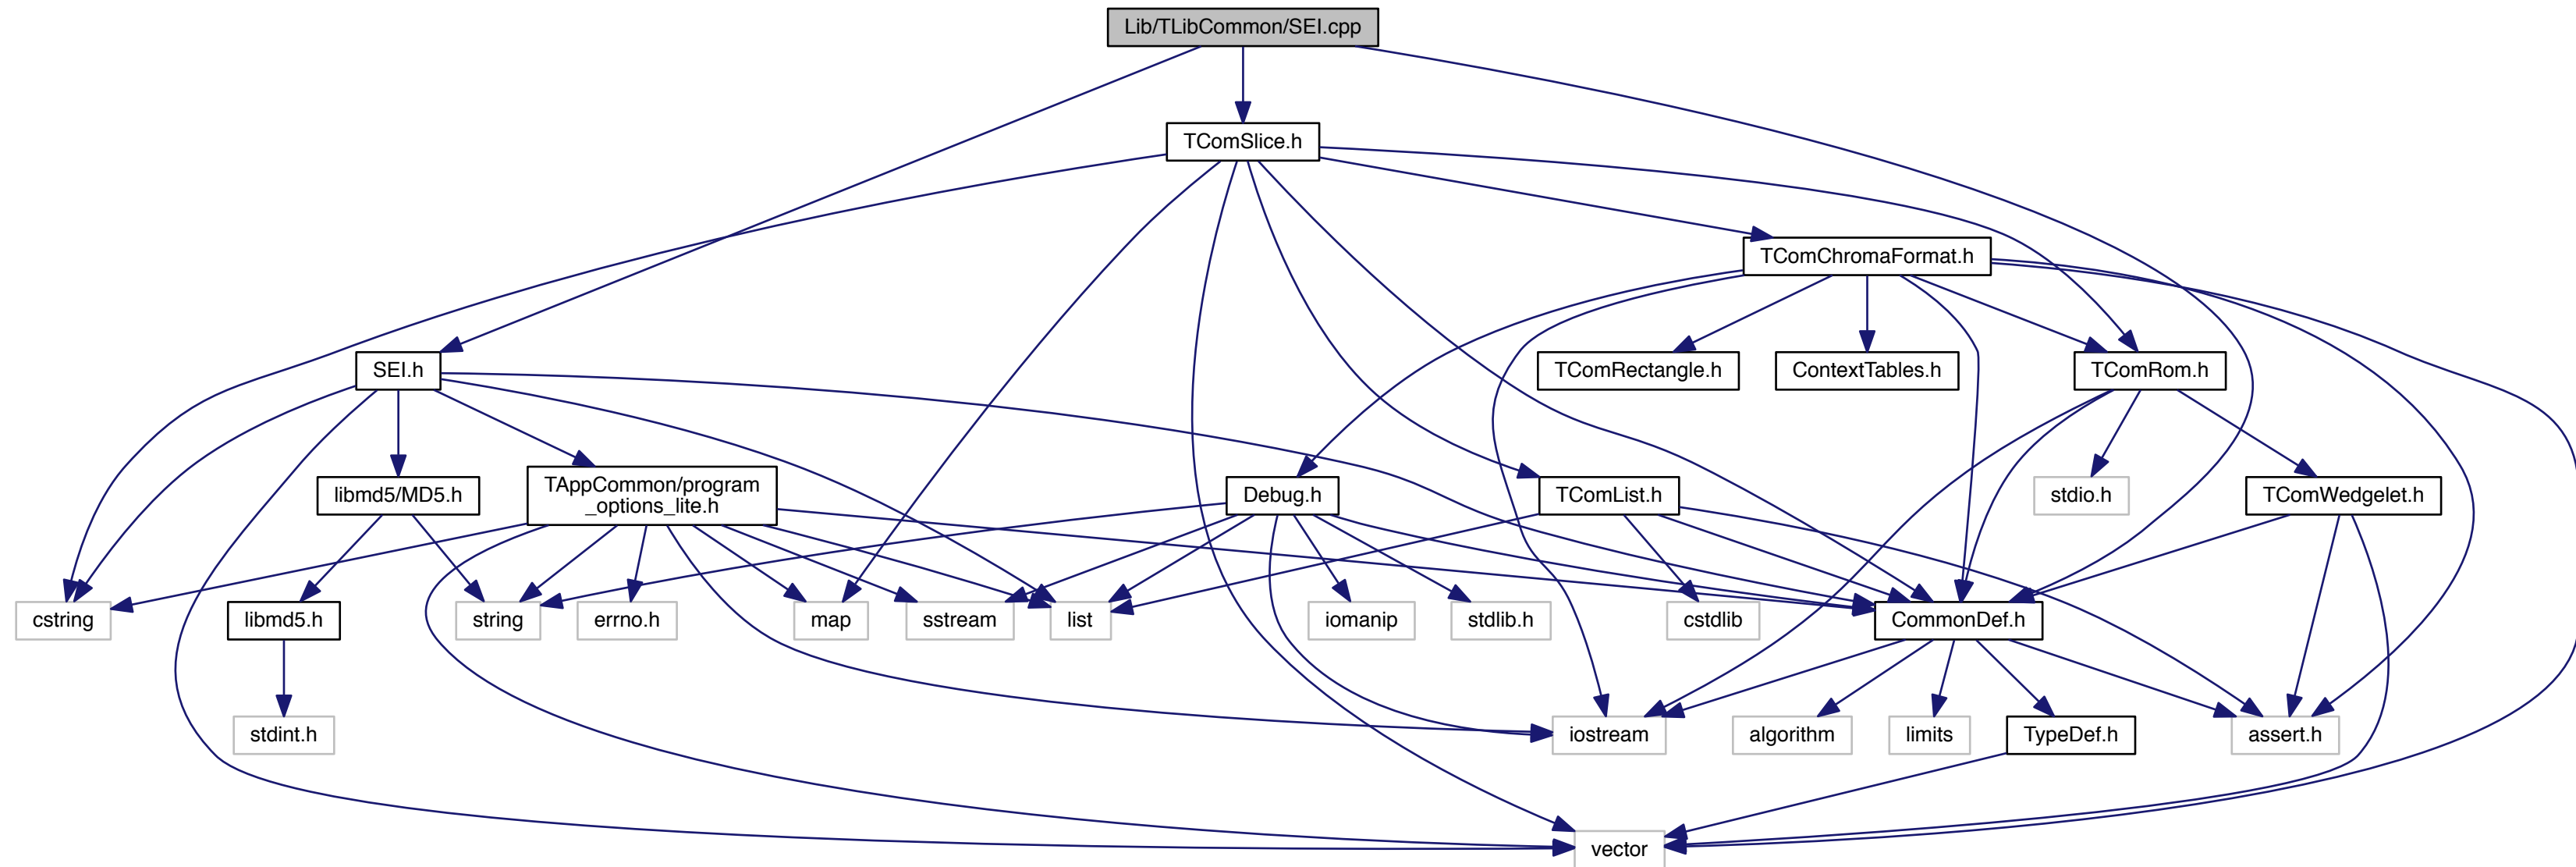 Lib/TLibCommon/SEI.cpp
TComSlice.h
TComChromaFormat.h
SEI.h
TComRectangle.h
ContextTables.h
TComRom.h
libmd5/MD5.h
TAppCommon/program
_options_lite.h
Debug.h
TComList.h
stdio.h
TComWedgelet.h
cstring
libmd5.h
string
errno.h
map
sstream
list
iomanip
stdlib.h
cstdlib
CommonDef.h
stdint.h
iostream
algorithm
limits
TypeDef.h
assert.h
vector